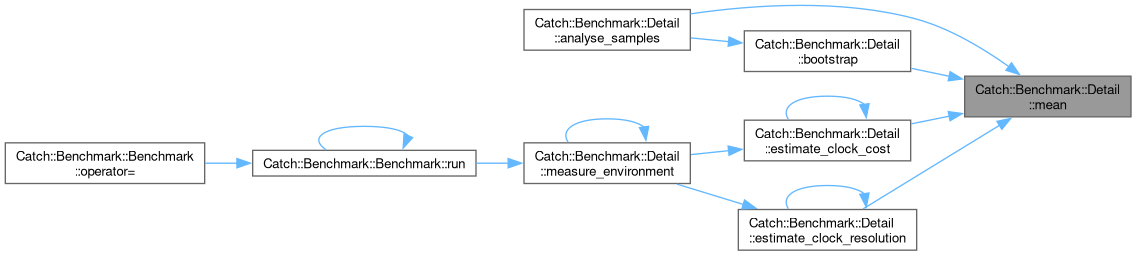 Catch::Benchmark::Detail
::analyse_samples
Catch::Benchmark::Detail
::bootstrap
Catch::Benchmark::Detail
::mean
Catch::Benchmark::Detail
::estimate_clock_cost
Catch::Benchmark::Benchmark
::operator=
Catch::Benchmark::Benchmark::run
Catch::Benchmark::Detail
::measure_environment
Catch::Benchmark::Detail
::estimate_clock_resolution